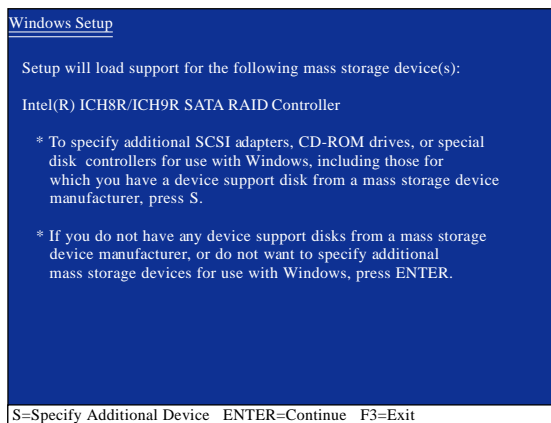 Windows Setup
Setup will load support for the following mass storage device(s):
Intel(R) ICH8R/ICH9R SATA RAID Controller
* To specify additional SCSI adapters, CD-ROM drives, or special
disk controllers for use with Windows, including those for
which you have a device support disk from a mass storage device
manufacturer, press S.
* If you do not have any device support disks from a mass storage
device manufacturer, or do not want to specify additional
mass storage devices for use with Windows, press ENTER.
S=Specify Additional Device ENTER=Continue F3=Exit